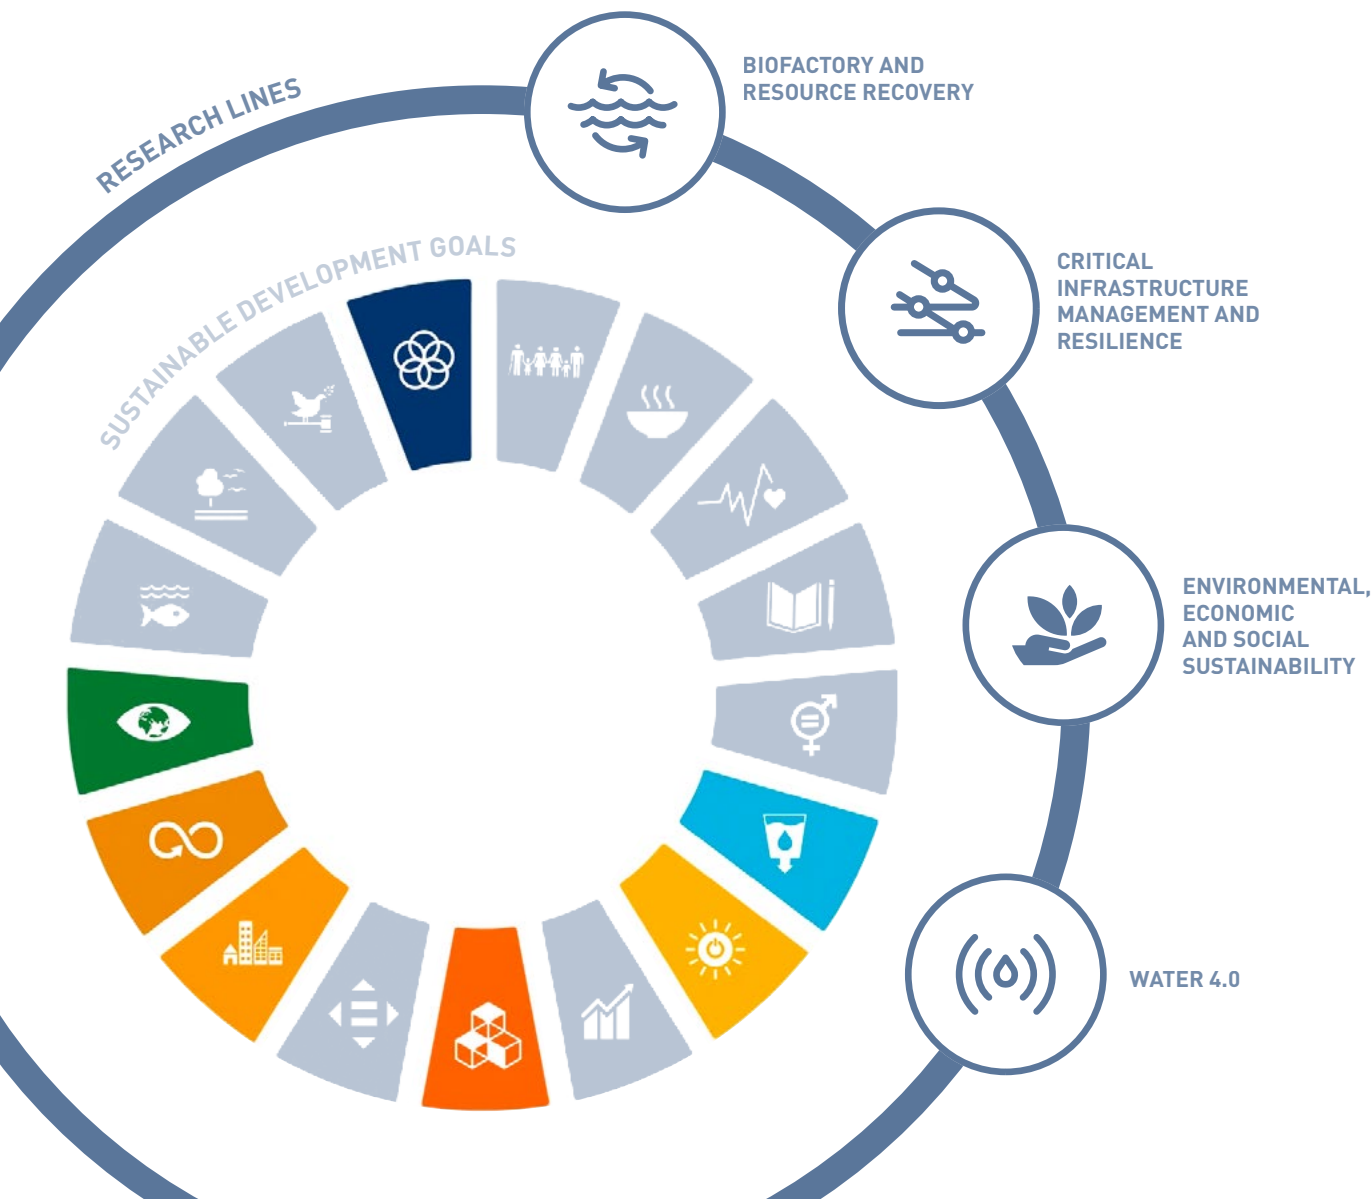 RESEARCH LINES
SUSTAINABLE DEVELOPMENT GOALS
BIOFACTORY AND
RESOURCE RECOVERY
CRITICAL
INFRASTRUCTURE
MANAGEMENT AND
RESILIENCE
ENVIRONMENTAL,
ECONOMIC
AND SOCIAL
SUSTAINABILITY
WATER 4.0